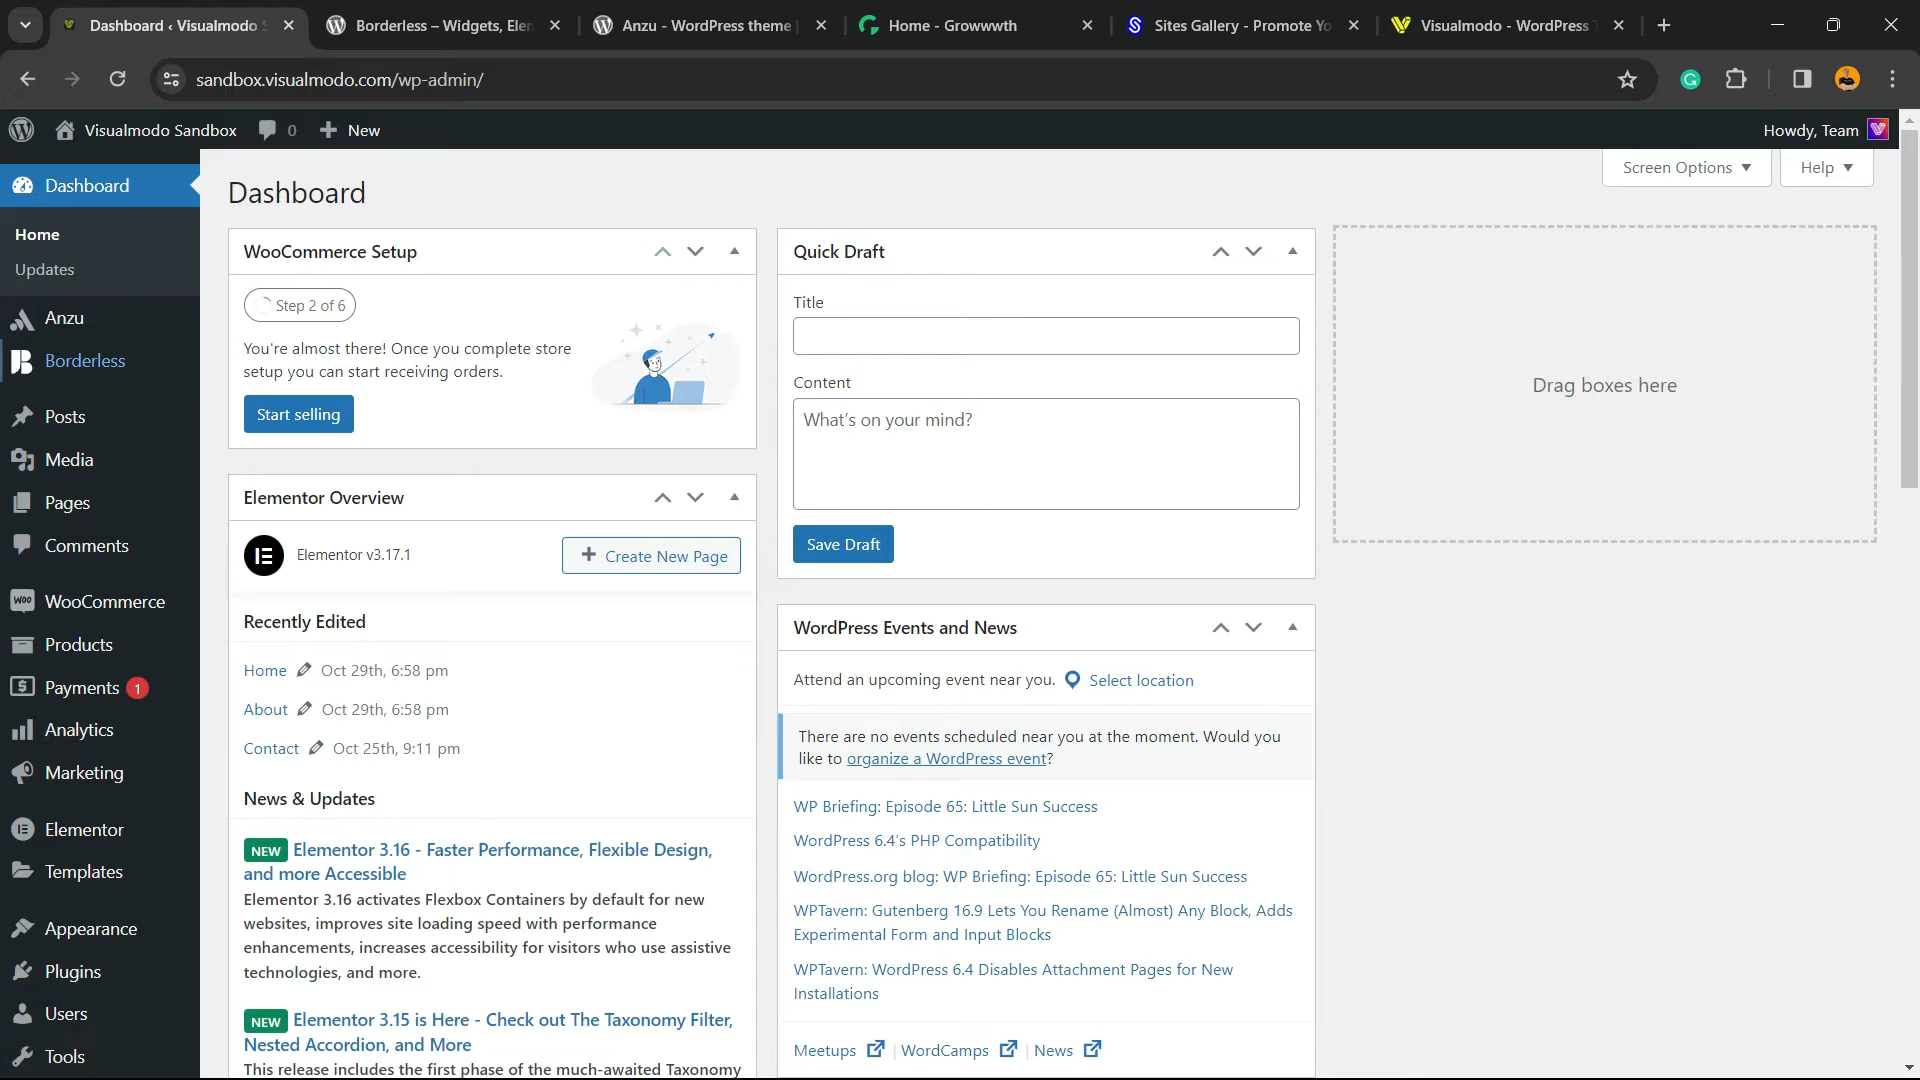 Dashboard ‹ Visualmodo S
Borderless – Widgets, Elem
Anzu - WordPress theme |
Home - Growwwth
Sites Gallery - Promote Yo
Visualmodo - WordPress T
sandbox.visualmodo.com/wp-admin/
Visualmodo Sandbox
0
New
Howdy, Team
Dashboard
Home
Updates
Anzu
Borderless
Posts
Media
Pages
Comments
WooCommerce
Products
Payments 1
Analytics
Marketing
Elementor
Templates
Appearance
Plugins
Users
Tools
Screen Options
Help
Dashboard
WooCommerce Setup
Step 2 of 6
You're almost there! Once you complete store
setup you can start receiving orders.
Start selling
Elementor Overview
Elementor v3.17.1
Create New Page
Recently Edited
Home Oct 29th, 6:58 pm
About Oct 29th, 6:58 pm
Contact Oct 25th, 9:11 pm
News & Updates
NEW Elementor 3.16 - Faster Performance, Flexible Design,
and more Accessible
Elementor 3.16 activates Flexbox Containers by default for new
websites, improves site loading speed with performance
enhancements, increases accessibility for visitors who use assistive
technologies, and more.
NEW Elementor 3.15 is Here - Check out The Taxonomy Filter,
Nested Accordion, and More
This release includes the first phase of the much-awaited Taxonomy
Quick Draft
Title
Content
What's on your mind?
Save Draft
WordPress Events and News
Attend an upcoming event near you. Select location
There are no events scheduled near you at the moment. Would you
like to organize a WordPress event?
WP Briefing: Episode 65: Little Sun Success
WordPress 6.4's PHP Compatibility
WordPress.org blog: WP Briefing: Episode 65: Little Sun Success
WPTavern: Gutenberg 16.9 Lets You Rename (Almost) Any Block, Adds
Experimental Form and Input Blocks
WPTavern: WordPress 6.4 Disables Attachment Pages for New
Installations
Meetups | WordCamps | News
Drag boxes here